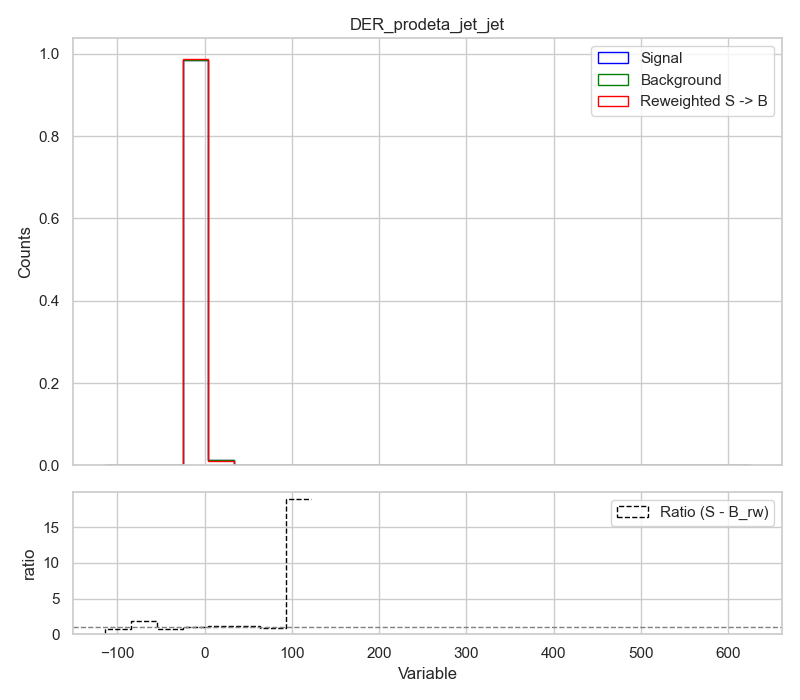 DER_prodeta_jet_jet
1.0
0.8
0.6
0.4
0.2
0.0
Counts
Signal
Background
Reweighted S -> B
15
10
5
0
ratio
Ratio (S - B_rw)
−100
0
100
200
300
400
500
600
Variable